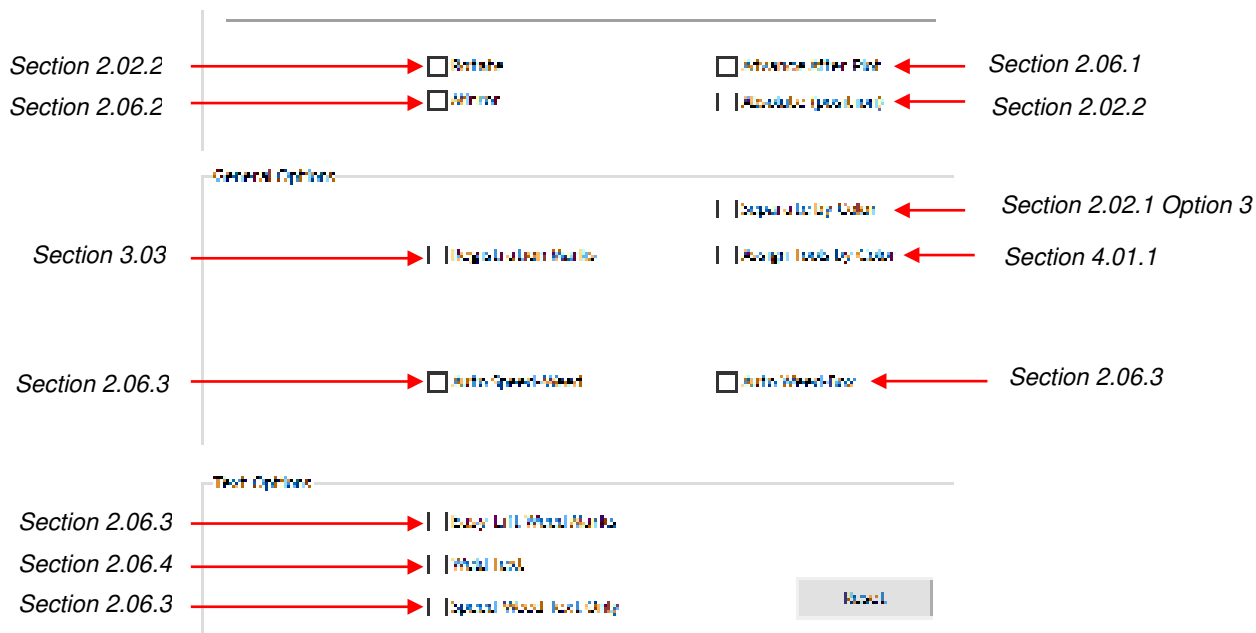 Section 2.02.2 Rotate Advance After Plot Section 2.06.1
Section 2.06.2 Mirror Absolute (position) Section 2.02.2
General Options
Separate by Color Section 2.02.1 Option 3
Section 3.03 Registration Marks Assign Tools by Color Section 4.01.1
Section 2.06.3 Auto Speed-Weed Auto Weed-Box Section 2.06.3
Text Options
Section 2.06.3 Easy Lift Weed Marks
Section 2.06.4 Weld Text
Section 2.06.3 Speed Weed Text Only
Reset